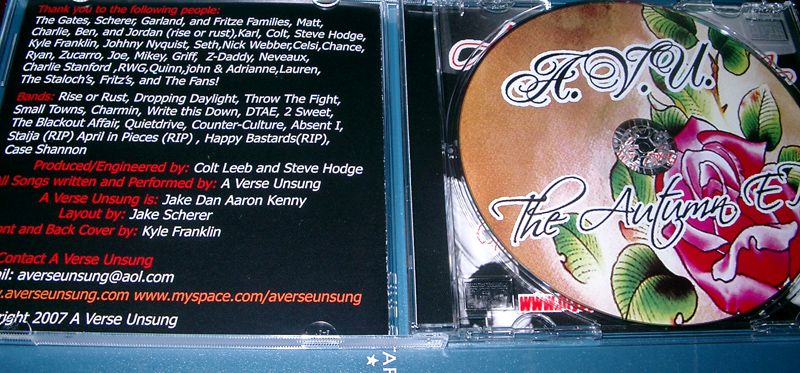 Thank you to the following people:
The Gates, Scherer, Garland, and Fritze Families, Matt,
Charlie, Ben, and Jordan (rise or rust),Karl, Colt, Steve Hodge,
Kyle Franklin, Johhny Nyquist, Seth,Nick Webber,Celsi,Chance,
Ryan, Zucarro, Joe, Mikey, Griff, Z-Daddy, Neveaux,
Charlie Stanford ,RWG,Quinn,John & Adrianne,Lauren,
The Staloch's, Fritz's, and The Fans!
Bands: Rise or Rust, Dropping Daylight, Throw The Fight,
Small Towns, Charmin, Write this Down, DTAE, 2 Sweet,
The Blackout Affair, Quietdrive, Counter-Culture, Absent I,
Staija (RIP) April in Pieces (RIP) , Happy Bastards(RIP),
Case Shannon
Produced/Engineered by: Colt Leeb and Steve Hodge
ll Songs written and Performed by: A Verse Unsung
A Verse Unsung is: Jake Dan Aaron Kenny
Layout by: Jake Scherer
ont and Back Cover by: Kyle Franklin
Contact A Verse Unsung
ail: averseunsung@aol.com
w.averseunsung.com www.myspace.com/averseunsung
right 2007 A Verse Unsung
A.V.U.
The Autumn EP
www.my